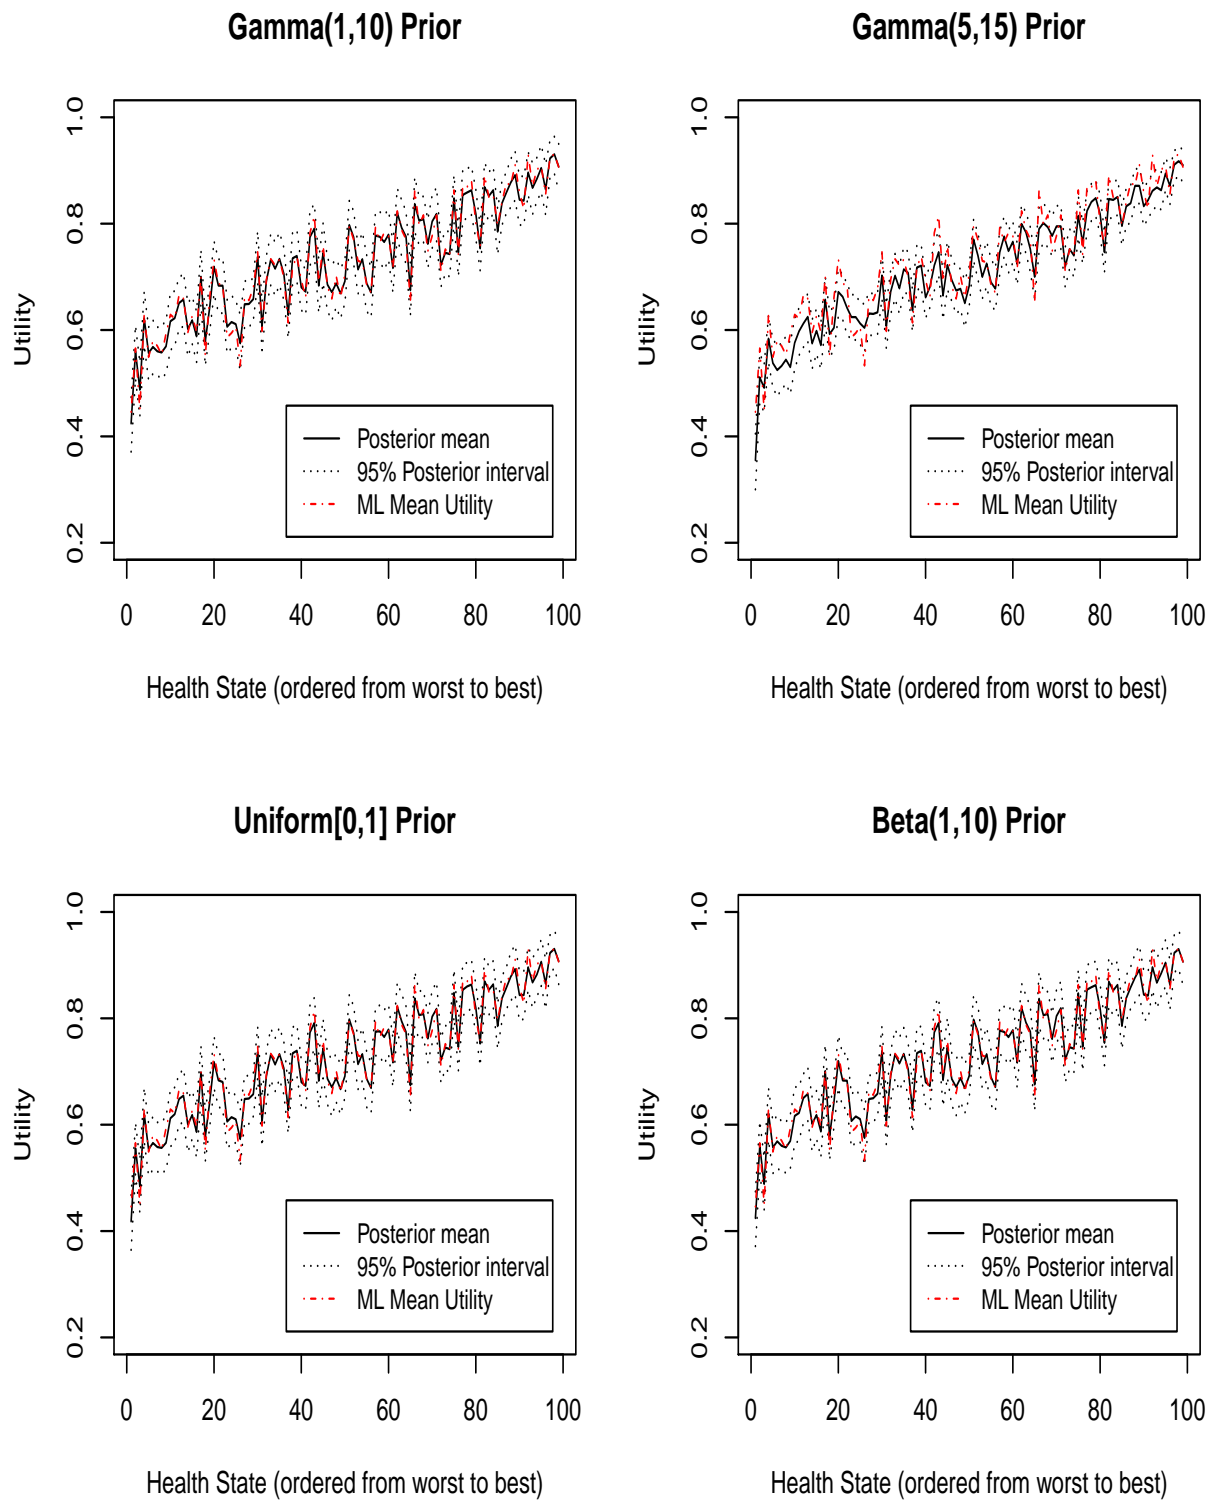 Gamma(1,10) Prior
Utility
1.0
0.8
0.6
0.4
0.2
Posterior mean
95% Posterior interval
ML Mean Utility
0 20 40 60 80 100
Health State (ordered from worst to best)
Gamma(5,15) Prior
Utility
1.0
0.8
0.6
0.4
0.2
Posterior mean
95% Posterior interval
ML Mean Utility
0 20 40 60 80 100
Health State (ordered from worst to best)
Uniform[0,1] Prior
Utility
1.0
0.8
0.6
0.4
0.2
Posterior mean
95% Posterior interval
ML Mean Utility
0 20 40 60 80 100
Health State (ordered from worst to best)
Beta(1,10) Prior
Utility
1.0
0.8
0.6
0.4
0.2
Posterior mean
95% Posterior interval
ML Mean Utility
0 20 40 60 80 100
Health State (ordered from worst to best)